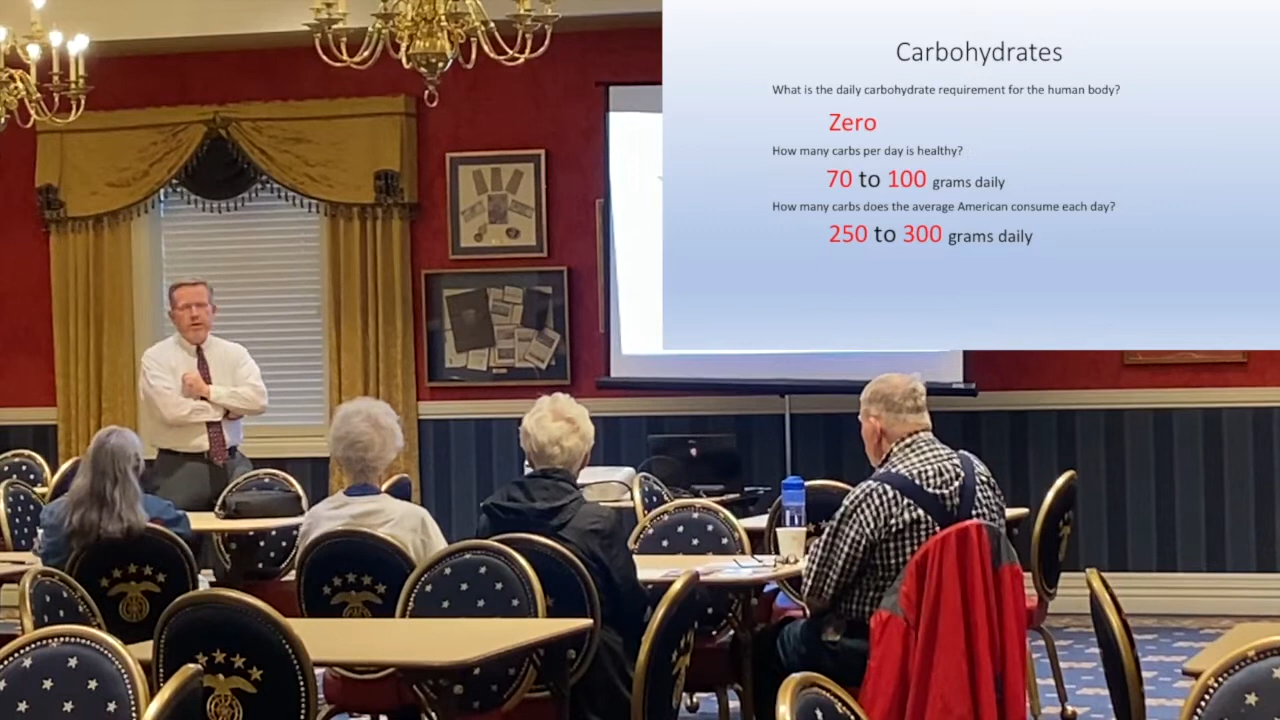 Carbohydrates
What is the daily carbohydrate requirement for the human body?
Zero
How many carbs per day is healthy?
70 to 100 grams daily
How many carbs does the average American consume each day?
250 to 300 grams daily